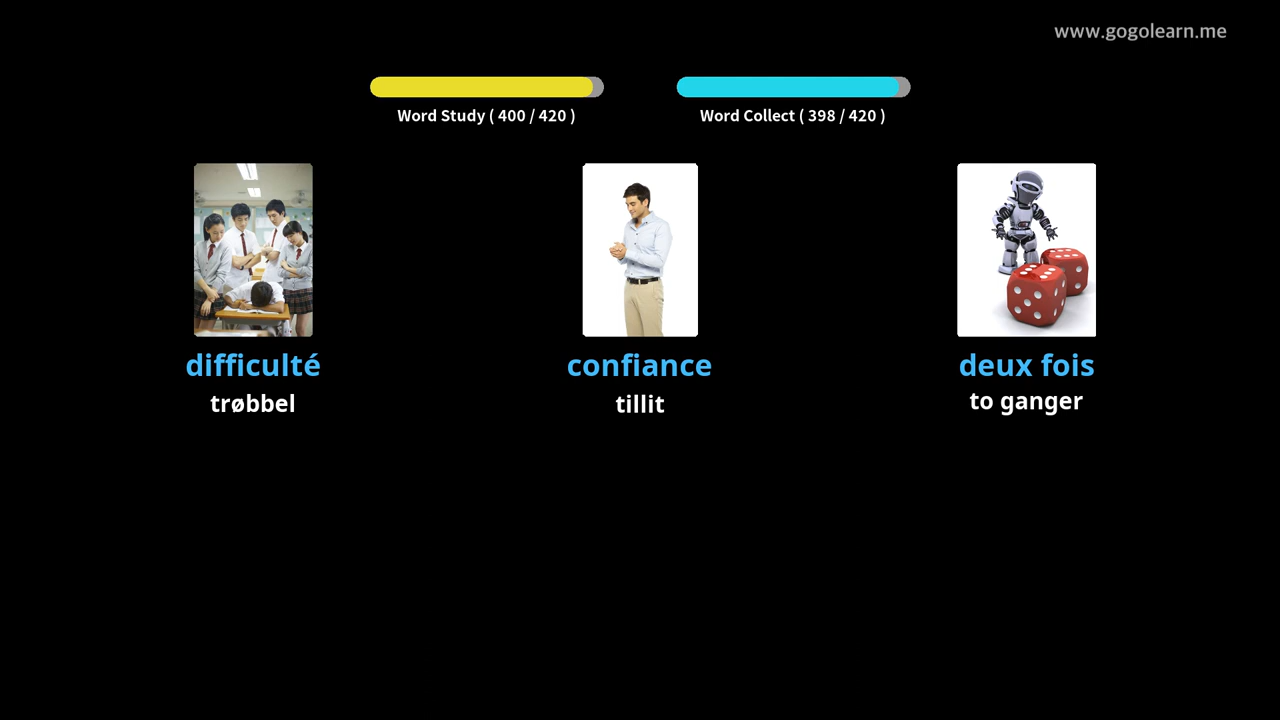 www.gogolearn.me
Word Study ( 400 / 420 )
Word Collect ( 398 / 420 )
difficulté
trøbbel
confiance
tillit
deux fois
to ganger